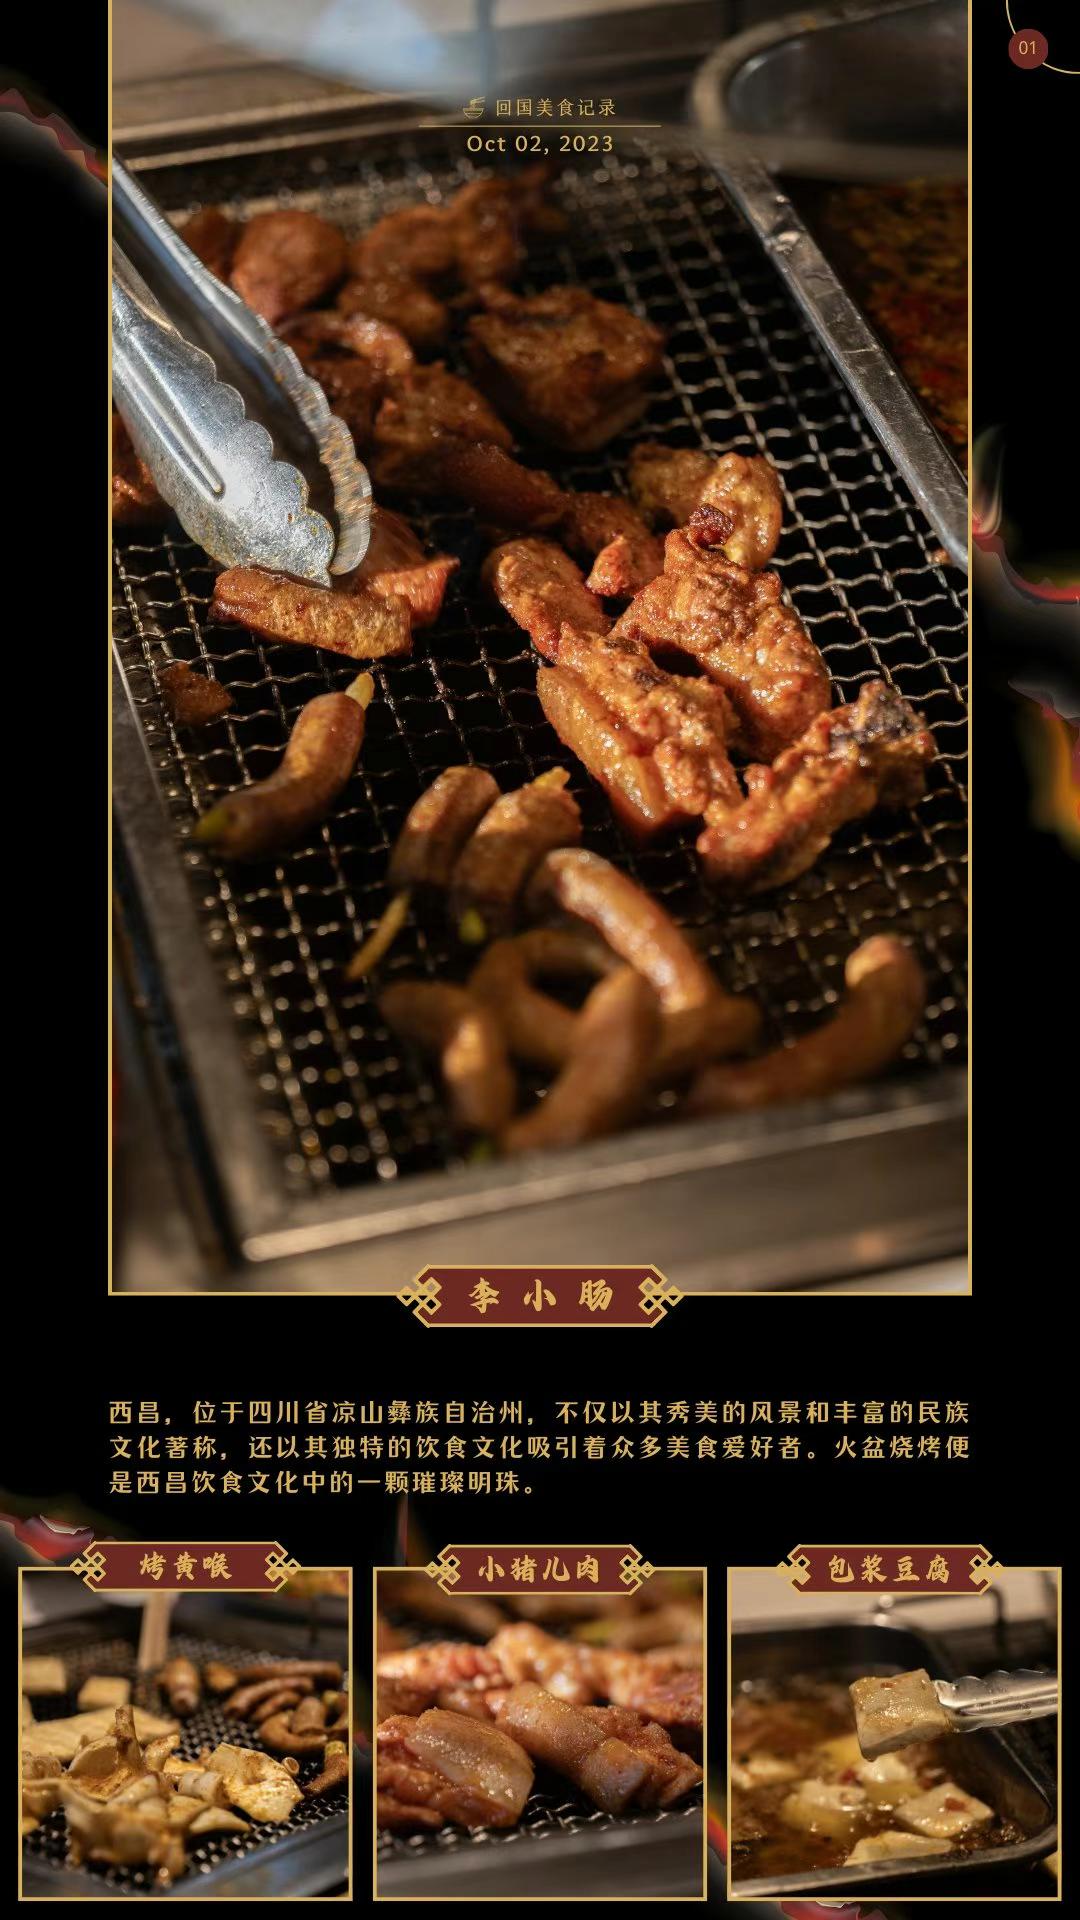 01
回国美食记录
Oct 02, 2023
李小肠
西昌，位于四川省凉山彝族自治州，不仅以其秀美的风景和丰富的民族
文化著称，还以其独特的饮食文化吸引着众多美食爱好者。火盆烧烤便
是西昌饮食文化中的一颗璀璨明珠。
烤黄喉
小猪儿肉
包浆豆腐